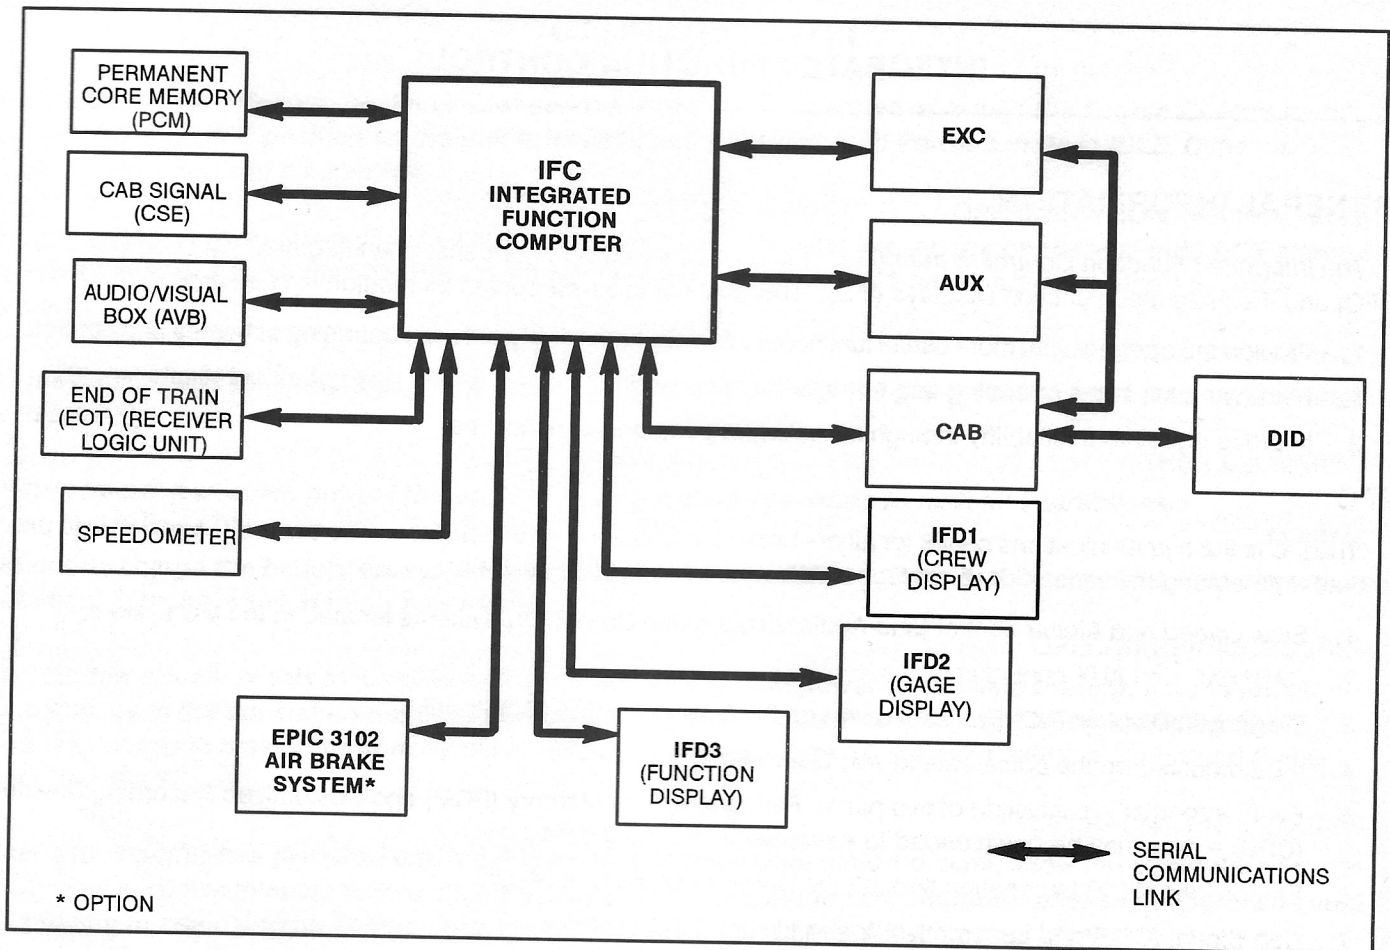 PERMANENT
CORE MEMORY
(PCM)
CAB SIGNAL
(CSE)
AUDIO/VISUAL
BOX (AVB)
END OF TRAIN
(EOT) (RECEIVER
LOGIC UNIT)
SPEEDOMETER
IFC
INTEGRATED
FUNCTION
COMPUTER
EXC
AUX
CAB
DID
IFD1
(CREW
DISPLAY)
IFD2
(GAGE
DISPLAY)
IFD3
(FUNCTION
DISPLAY)
EPIC 3102
AIR BRAKE
SYSTEM*
SERIAL
COMMUNICATIONS
LINK
* OPTION